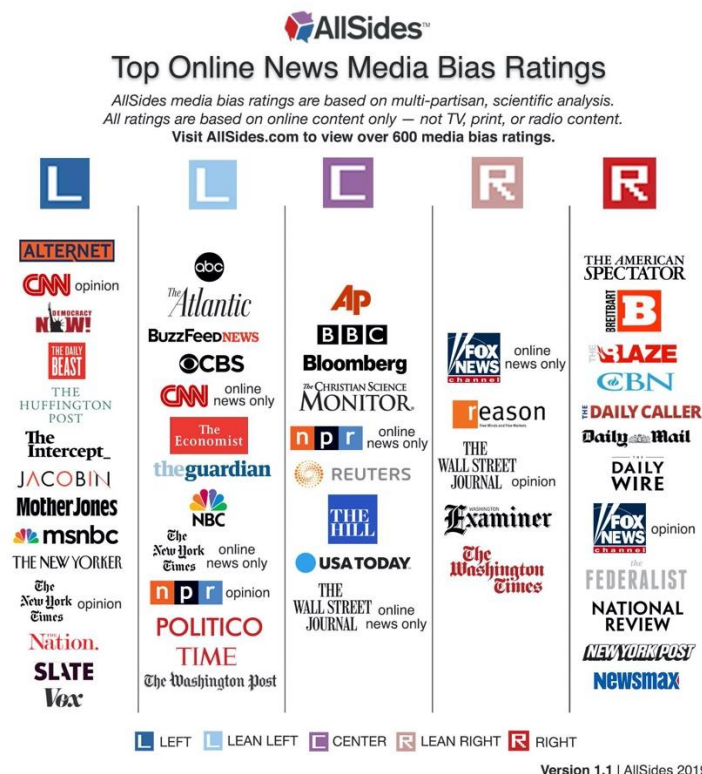 AllSides™
Top Online News Media Bias Ratings
AllSides media bias ratings are based on multi-partisan, scientific analysis.
All ratings are based on online content only — not TV, print, or radio content.
Visit AllSides.com to view over 600 media bias ratings.
L
L
C
R
R
ALTERNET
CNN opinion
DEMOCRACY
NOW!
THE DAILY
BEAST
THE
HUFFINGTON
POST
The
Intercept_
JACOBIN
Mother Jones
msnbc
THE NEW YORKER
The
New York
Times opinion
The
Nation.
SLATE
Vox
abc
The
Atlantic
BUZZFEED NEWS
CBS
CNN online
news only
The
Economist
theguardian
NBC
The
New York
Times online
news only
npr opinion
POLITICO
TIME
The Washington Post
AP
BBC
Bloomberg
The CHRISTIAN SCIENCE
MONITOR
npr online
news only
REUTERS
THE
HILL
USA TODAY
THE
WALL STREET
JOURNAL online
news only
FOX
NEWS
channel online
news only
reason
Free Minds and Free Markets
THE
WALL STREET
JOURNAL opinion
WASHINGTON
Examiner
The
Washington
Times
THE AMERICAN
SPECTATOR
BREITBART
B
THE BLAZE
CBN
THE DAILY CALLER
Daily Mail
THE
DAILY
WIRE
FOX
NEWS
channel opinion
the
FEDERALIST
NATIONAL
REVIEW
NEW YORK POST
Newsmax
L LEFT L LEAN LEFT C CENTER R LEAN RIGHT R RIGHT
Version 1.1 | AllSides 2019